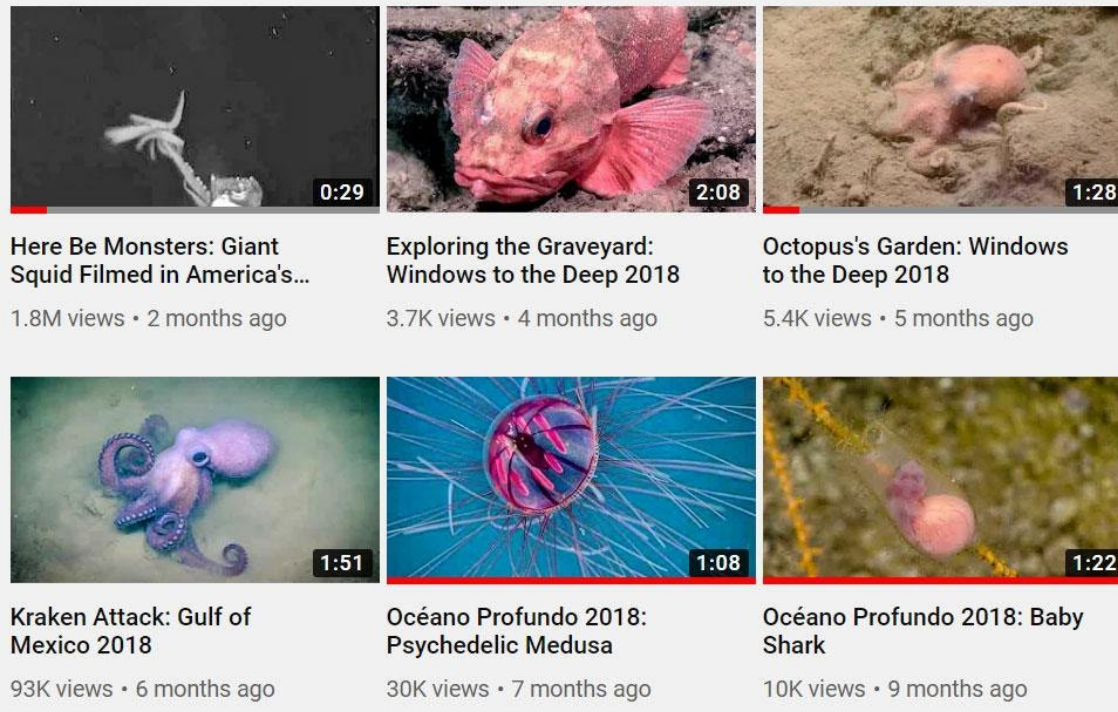 0:29
2:08
1:28
Here Be Monsters: Giant
Squid Filmed in America's...
1.8M views • 2 months ago
Exploring the Graveyard:
Windows to the Deep 2018
3.7K views • 4 months ago
Octopus's Garden: Windows
to the Deep 2018
5.4K views • 5 months ago
1:51
1:08
1:22
Kraken Attack: Gulf of
Mexico 2018
93K views • 6 months ago
Océano Profundo 2018:
Psychedelic Medusa
30K views • 7 months ago
Océano Profundo 2018: Baby
Shark
10K views • 9 months ago